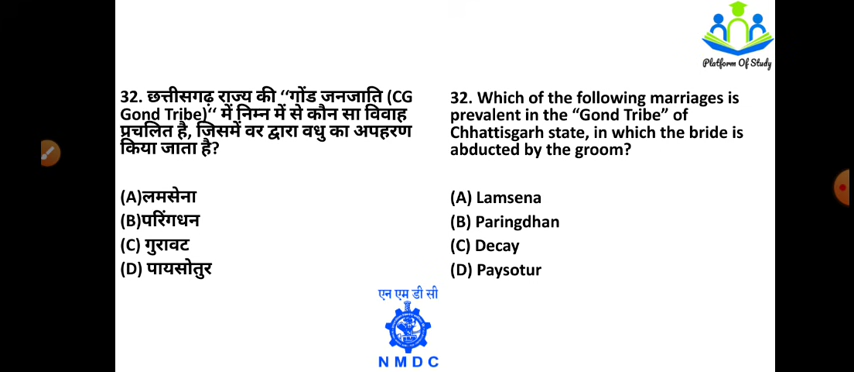 Platform Of Study
32. छत्तीसगढ़ राज्य की ‘‘गोंड जनजाति (CG
Gond Tribe)‘‘ में निम्न में से कौन सा विवाह
प्रचलित है, जिसमें वर द्वारा वधु का अपहरण
किया जाता है?
(A)लमसेना
(B)परिंगधन
(C) गुरावट
(D) पायसोतुर
32. Which of the following marriages is
prevalent in the “Gond Tribe” of
Chhattisgarh state, in which the bride is
abducted by the groom?
(A) Lamsena
(B) Paringdhan
(C) Decay
(D) Paysotur
एन एम डी सी
NMDC